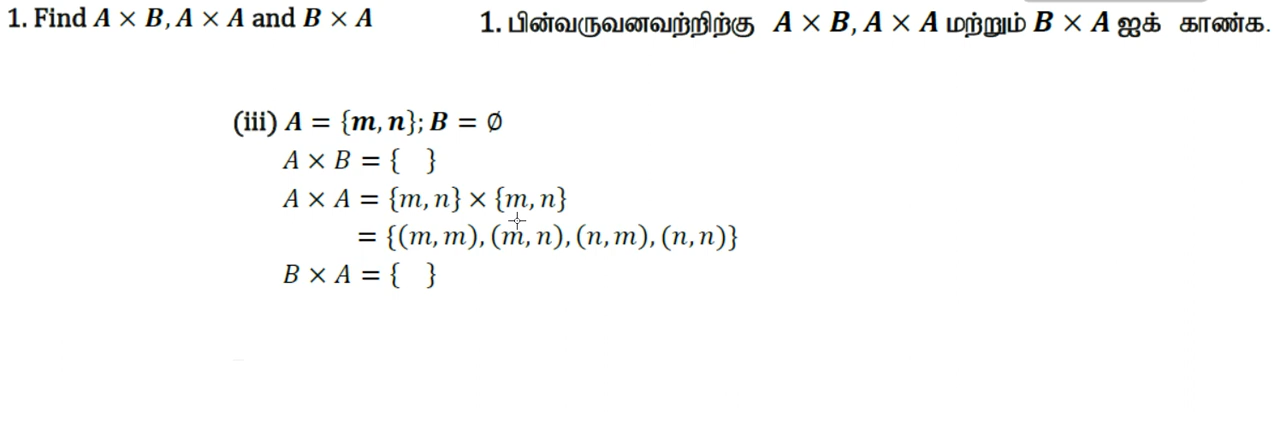 1. Find A × B, A × A and B × A
1. பின்வருவனவற்றிற்கு A × B, A × A மற்றும் B × A ஐக் காண்க.
(iii) A = {m, n}; B = ∅
A × B = { }
A × A = {m, n} × {m, n}
= {(m, m), (m, n), (n, m), (n, n)}
B × A = { }